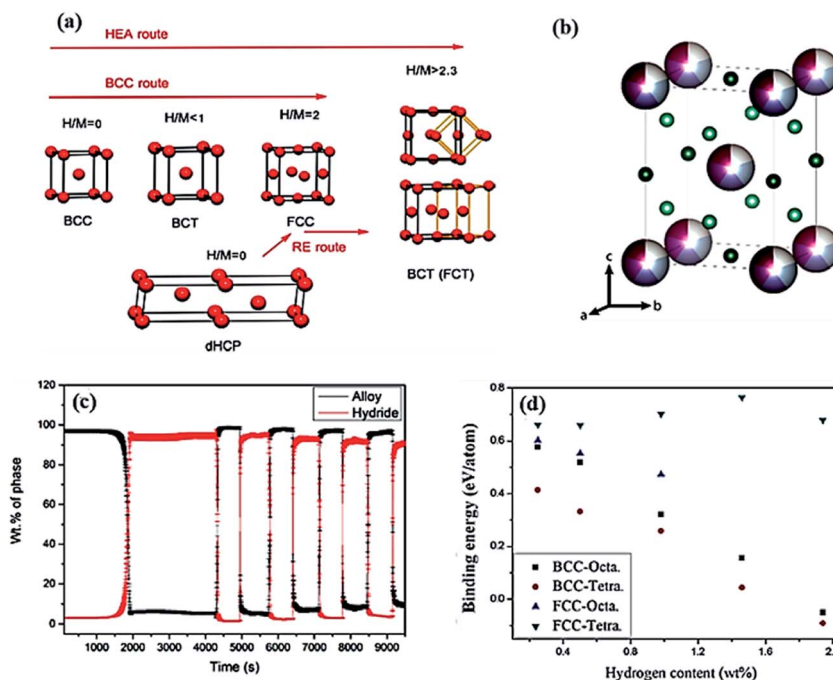 (a)
HEA route
BCC route
H/M>2.3
H/M=0
H/M<1
H/M=2
BCC
BCT
FCC
RE route
H/M=0
BCT (FCT)
dHCP
(b)
c
a
b
(c)
Alloy
Hydride
Wt.% of phase
120
100
80
60
40
20
0
1000 2000 3000 4000 5000 6000 7000 8000 9000
Time (s)
(d)
Binding energy (eV/atom)
0.8
0.6
0.4
0.2
0.0
BCC-Octa.
BCC-Tetra.
FCC-Octa.
FCC-Tetra.
0.4 0.8 1.2 1.6 2.0
Hydrogen content (wt%)